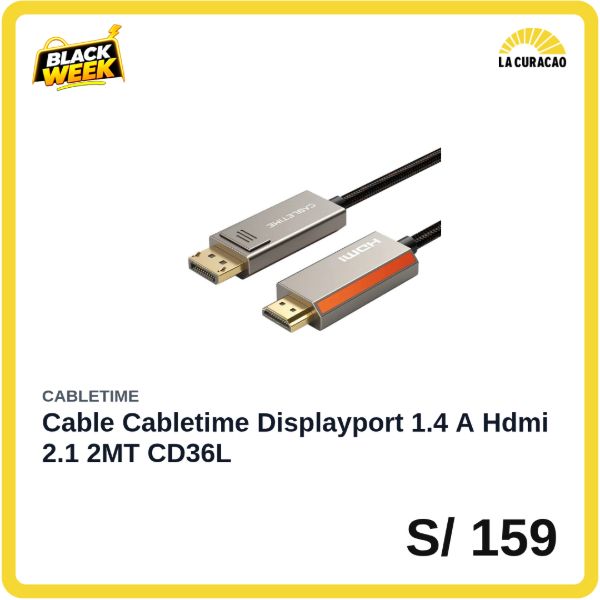 BLACK
WEEK
LA CURACAO
CABLETIME
HDMI
CABLETIME
Cable Cabletime Displayport 1.4 A Hdmi
2.1 2MT CD36L
S/ 159